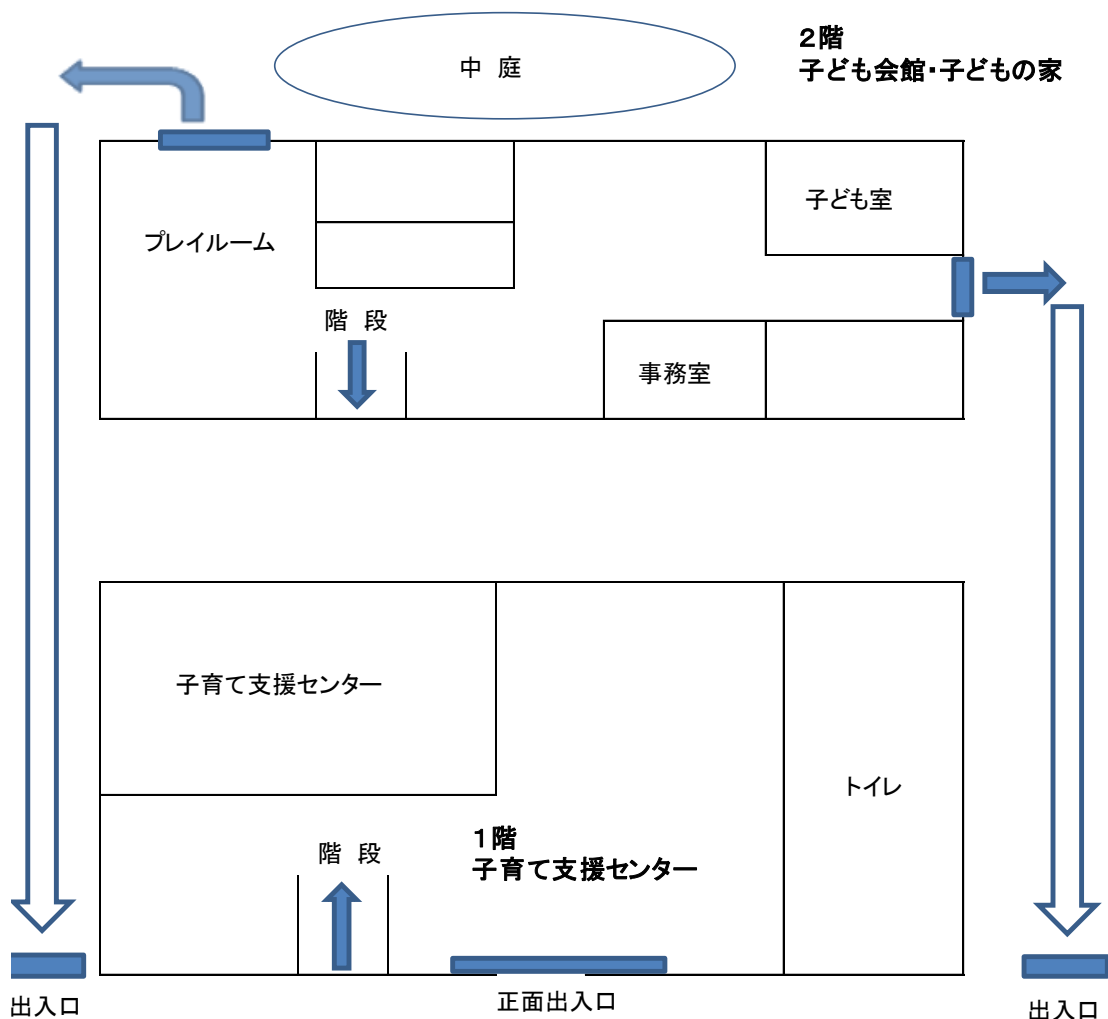 中 庭
２階
子ども会館・子どもの家
子ども室
プレイルーム
階 段
事務室
子育て支援センター
トイレ
１階
子育て支援センター
階 段
出入口
正面出入口
出入口